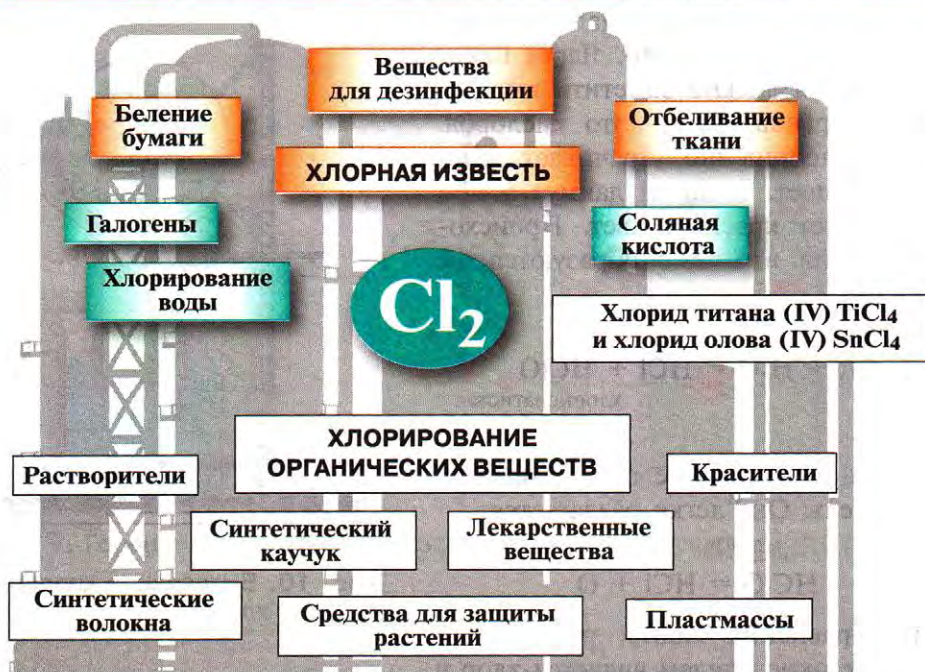 Вещества
для дезинфекции
Беление
бумаги
Отбеливание
ткани
ХЛОРНАЯ ИЗВЕСТЬ
Галогены
Соляная
кислота
Хлорирование
воды
Cl₂
Хлорид титана (IV) TiCl₄
и хлорид олова (IV) SnCl₄
ХЛОРИРОВАНИЕ
ОРГАНИЧЕСКИХ ВЕЩЕСТВ
Растворители
Красители
Синтетический
каучук
Лекарственные
вещества
Синтетические
волокна
Средства для защиты
растений
Пластмассы